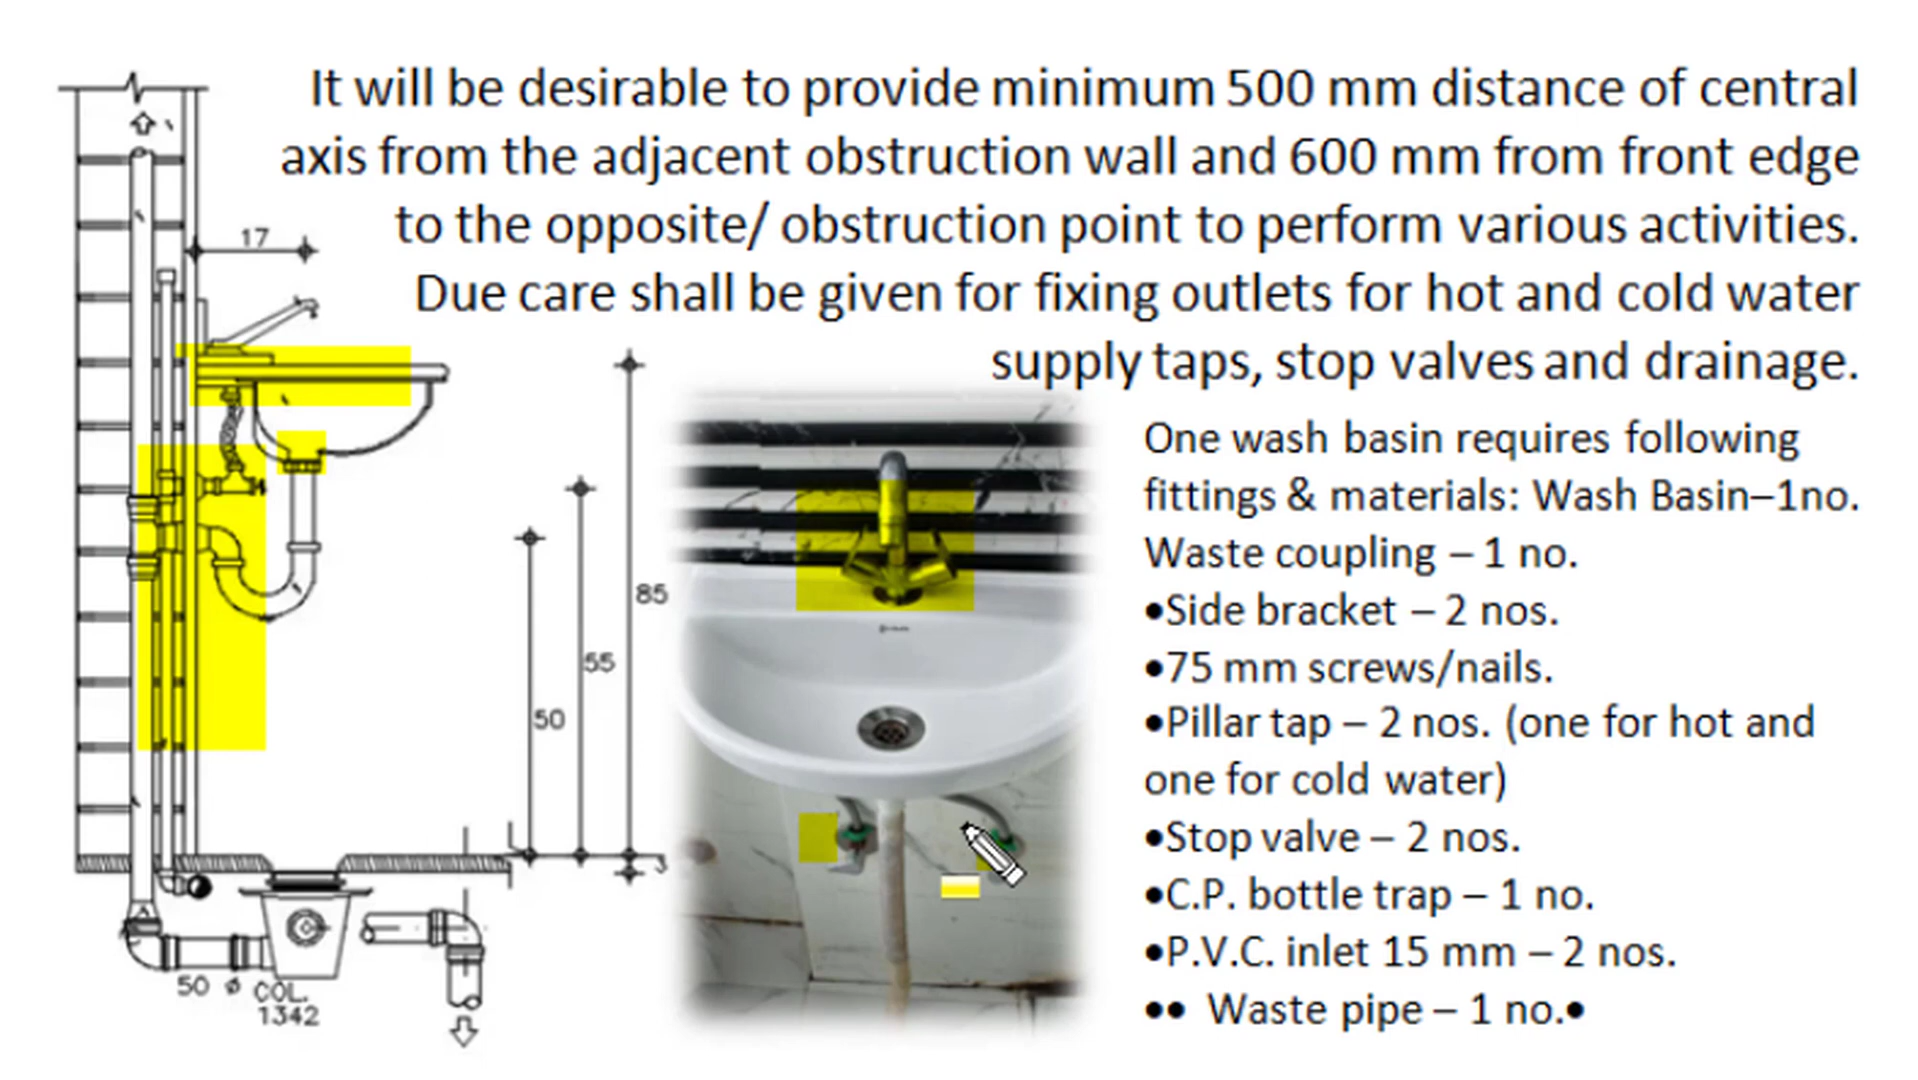 It will be desirable to provide minimum 500 mm distance of central
axis from the adjacent obstruction wall and 600 mm from front edge
to the opposite/ obstruction point to perform various activities.
Due care shall be given for fixing outlets for hot and cold water
supply taps, stop valves and drainage.
17
85
55
50
50 ø COL.
1342
One wash basin requires following
fittings & materials: Wash Basin–1no.
Waste coupling – 1 no.
•Side bracket – 2 nos.
•75 mm screws/nails.
•Pillar tap – 2 nos. (one for hot and
one for cold water)
•Stop valve – 2 nos.
•C.P. bottle trap – 1 no.
•P.V.C. inlet 15 mm – 2 nos.
•• Waste pipe – 1 no.•